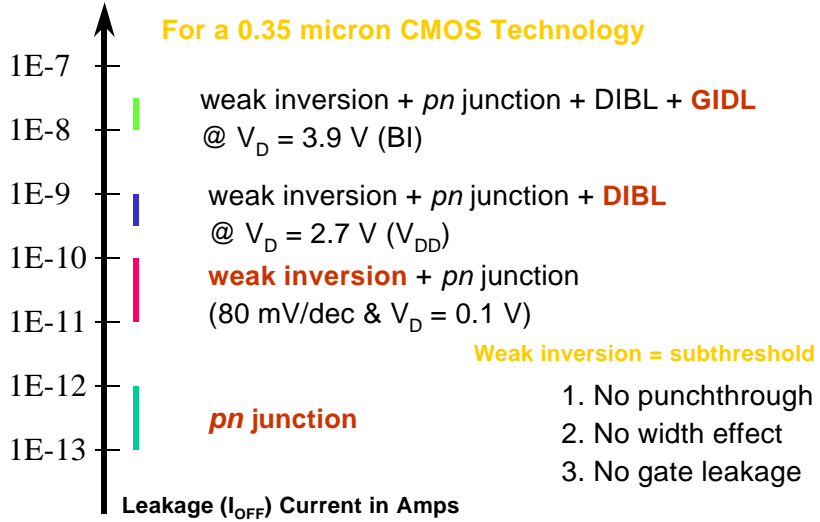 For a 0.35 micron CMOS Technology
1E-7
weak inversion + pn junction + DIBL + GIDL
1E-8
@ VD = 3.9 V (BI)
1E-9
weak inversion + pn junction + DIBL
@ VD = 2.7 V (VDD)
1E-10
weak inversion + pn junction
1E-11
(80 mV/dec & VD = 0.1 V)
Weak inversion = subthreshold
1E-12
1. No punchthrough
pn junction
2. No width effect
1E-13
3. No gate leakage
Leakage (IOFF) Current in Amps